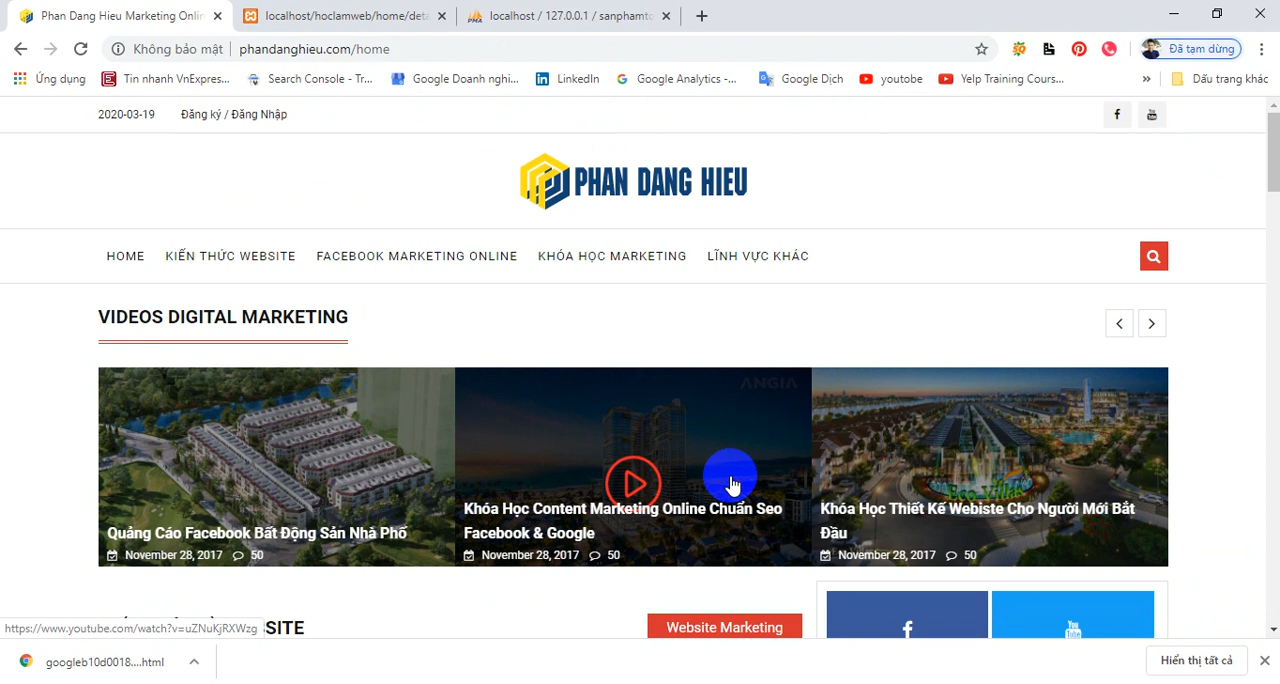 Phan Dang Hieu Marketing Onlin
localhost/hoclamweb/home/deta
localhost / 127.0.0.1 / sanphamto
Không bảo mật
phandanghieu.com/home
Đã tạm dừng
Ứng dụng
Tin nhanh VnExpres...
Search Console - Tr...
Google Doanh nghi...
LinkedIn
Google Analytics -...
Google Dịch
youtube
Yelp Training Cours...
Dấu trang khác
2020-03-19
Đăng ký / Đăng Nhập
PHAN DANG HIEU
HOME
KIẾN THỨC WEBSITE
FACEBOOK MARKETING ONLINE
KHÓA HỌC MARKETING
LĨNH VỰC KHÁC
VIDEOS DIGITAL MARKETING
ANGIA
Quảng Cáo Facebook Bất Động Sản Nhà Phố
November 28, 2017 50
Khóa Học Content Marketing Online Chuẩn Seo
Facebook & Google
November 28, 2017 50
Khóa Học Thiết Kế Webiste Cho Người Mới Bắt
Đầu
November 28, 2017 50
https://www.youtube.com/watch?v=uZNuKjRXWzg
SITE
Website Marketing
googleb10d0018....html
Hiển thị tất cả